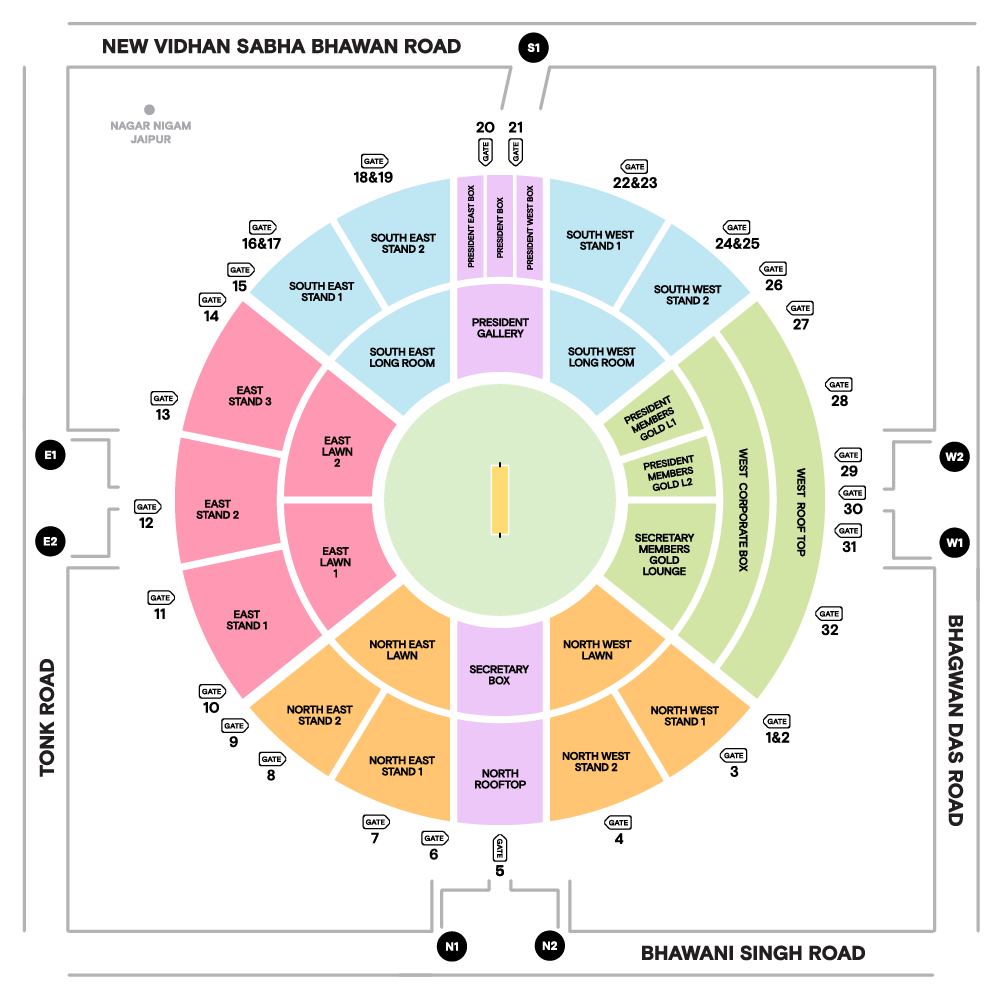 NEW VIDHAN SABHA BHAWAN ROAD
S1
NAGAR NIGAM
JAIPUR
20
21
GATE
GATE
GATE
18&19
GATE
22&23
GATE
16&17
GATE
24&25
GATE
15
GATE
26
GATE
14
GATE
27
PRESIDENT EAST BOX
PRESIDENT BOX
PRESIDENT WEST BOX
SOUTH EAST
STAND 2
SOUTH WEST
STAND 1
SOUTH EAST
STAND 1
SOUTH WEST
STAND 2
PRESIDENT
GALLERY
SOUTH EAST
LONG ROOM
SOUTH WEST
LONG ROOM
GATE
13
EAST
STAND 3
PRESIDENT
MEMBERS
GOLD L1
GATE
28
E1
EAST
LAWN
2
PRESIDENT
MEMBERS
GOLD L2
GATE
29
W2
GATE
12
EAST
STAND 2
WEST CORPORATE BOX
WEST ROOF TOP
GATE
30
E2
GATE
31
W1
EAST
LAWN
1
SECRETARY
MEMBERS
GOLD
LOUNGE
GATE
11
EAST
STAND 1
GATE
32
NORTH EAST
LAWN
NORTH WEST
LAWN
SECRETARY
BOX
TONK ROAD
BHAGWAN DAS ROAD
GATE
10
GATE
9
GATE
8
NORTH EAST
STAND 2
NORTH WEST
STAND 1
GATE
1&2
GATE
3
NORTH EAST
STAND 1
NORTH
ROOFTOP
NORTH WEST
STAND 2
GATE
7
GATE
6
GATE
5
GATE
4
N1
N2
BHAWANI SINGH ROAD